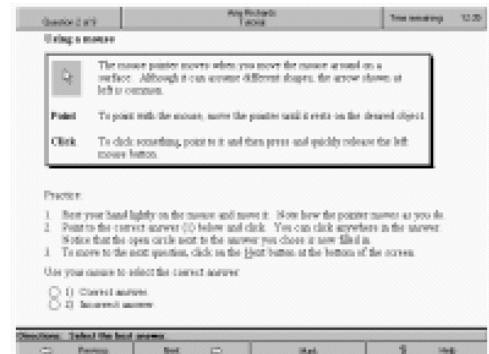 Question 2 of 9
Tutorial
Time remaining 12:39
Using a mouse
The mouse pointer moves when you move the mouse around on a
surface. Although it can assume different shapes, the arrow shown at
left is common.
Point To point with the mouse, move the pointer until it rests on the desired object.
Click To click something, point to it and then press and quickly release the left
mouse button.
Practice:
1. Rest your hand lightly on the mouse and move it. Note how the pointer moves as you do.
2. Point to the correct answer (1) below and click. You can click anywhere in the answer.
Notice that the open circle next to the answer you chose is now filled in.
3. To move to the next question, click on the Next button at the bottom of the screen.
Use your mouse to select the correct answer
1) Correct answer.
2) Incorrect answer.
Directions: Select the best answer
Previous Next Mark Help